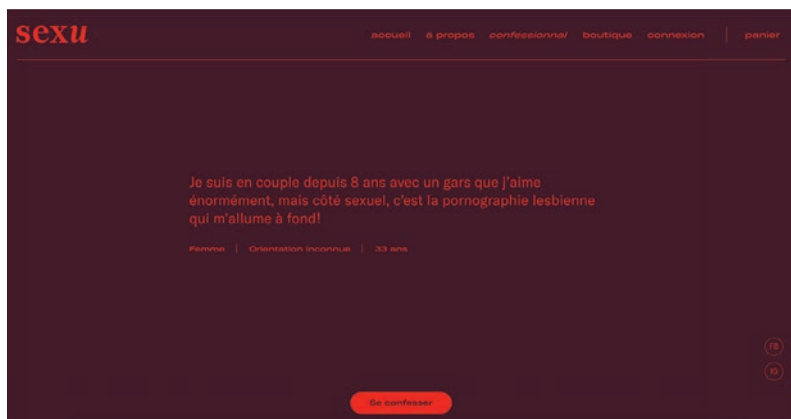 sexu
accueil à propos confessionnal boutique connexion | panier
Je suis en couple depuis 8 ans avec un gars que j'aime
énormément, mais côté sexuel, c'est la pornographie lesbienne
qui m'allume à fond!
Femme | Orientation inconnue | 33 ans
FB
IG
Se confesser